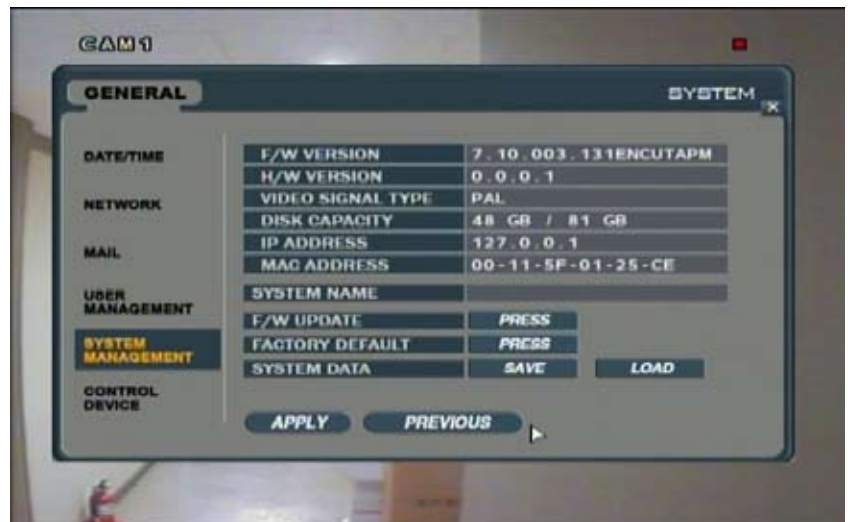 CAM 1
GENERAL
SYSTEM
DATE/TIME
NETWORK
MAIL
USER MANAGEMENT
SYSTEM MANAGEMENT
CONTROL DEVICE
F/W VERSION 7.10.003.131ENCUTAPM
H/W VERSION 0.0.0.1
VIDEO SIGNAL TYPE PAL
DISK CAPACITY 48 GB / 81 GB
IP ADDRESS 127.0.0.1
MAC ADDRESS 00-11-5F-01-25-CE
SYSTEM NAME
F/W UPDATE PRESS
FACTORY DEFAULT PRESS
SYSTEM DATA SAVE LOAD
APPLY PREVIOUS